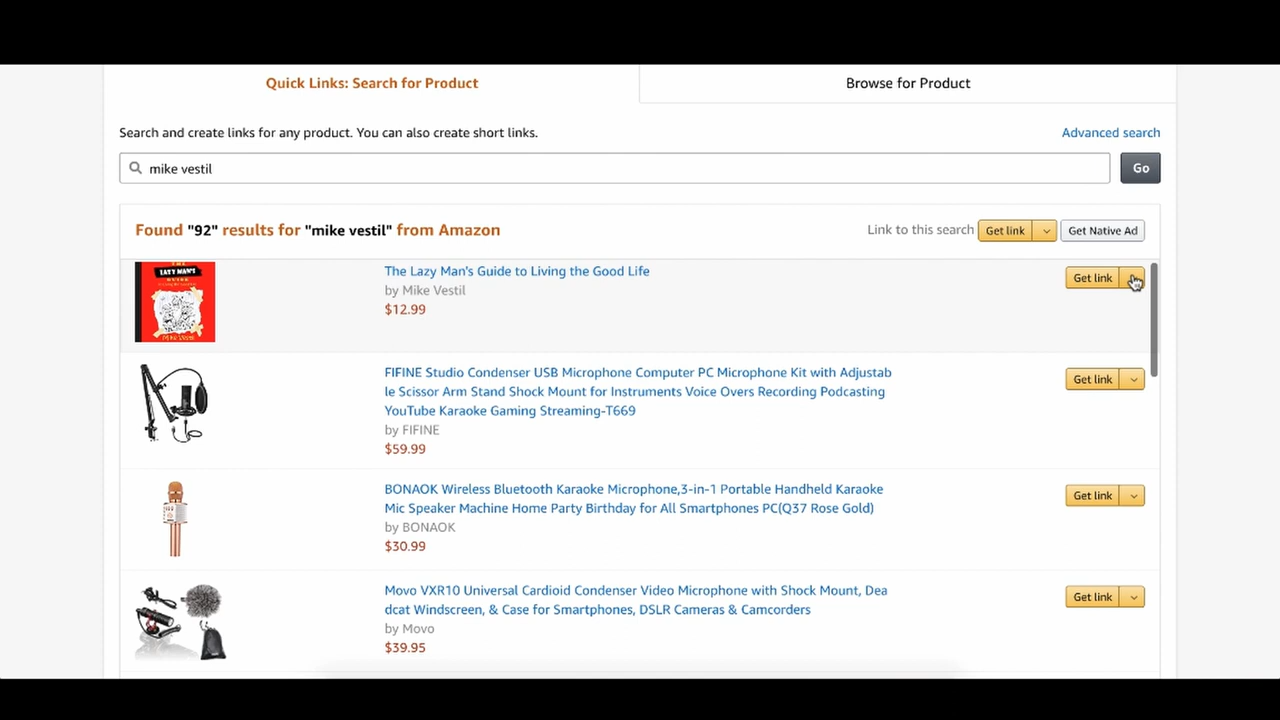 Quick Links: Search for Product
Browse for Product
Search and create links for any product. You can also create short links.
Advanced search
mike vestil
Go
Found "92" results for "mike vestil" from Amazon
Link to this search
Get link
Get Native Ad
THE
LAZY MAN'S
GUIDE
The Lazy Man's Guide to Living the Good Life
by Mike Vestil
$12.99
Get link
FIFINE Studio Condenser USB Microphone Computer PC Microphone Kit with Adjustab
le Scissor Arm Stand Shock Mount for Instruments Voice Overs Recording Podcasting
YouTube Karaoke Gaming Streaming-T669
by FIFINE
$59.99
Get link
BONAOK Wireless Bluetooth Karaoke Microphone,3-in-1 Portable Handheld Karaoke
Mic Speaker Machine Home Party Birthday for All Smartphones PC(Q37 Rose Gold)
by BONAOK
$30.99
Get link
Movo VXR10 Universal Cardioid Condenser Video Microphone with Shock Mount, Dea
dcat Windscreen, & Case for Smartphones, DSLR Cameras & Camcorders
by Movo
$39.95
Get link